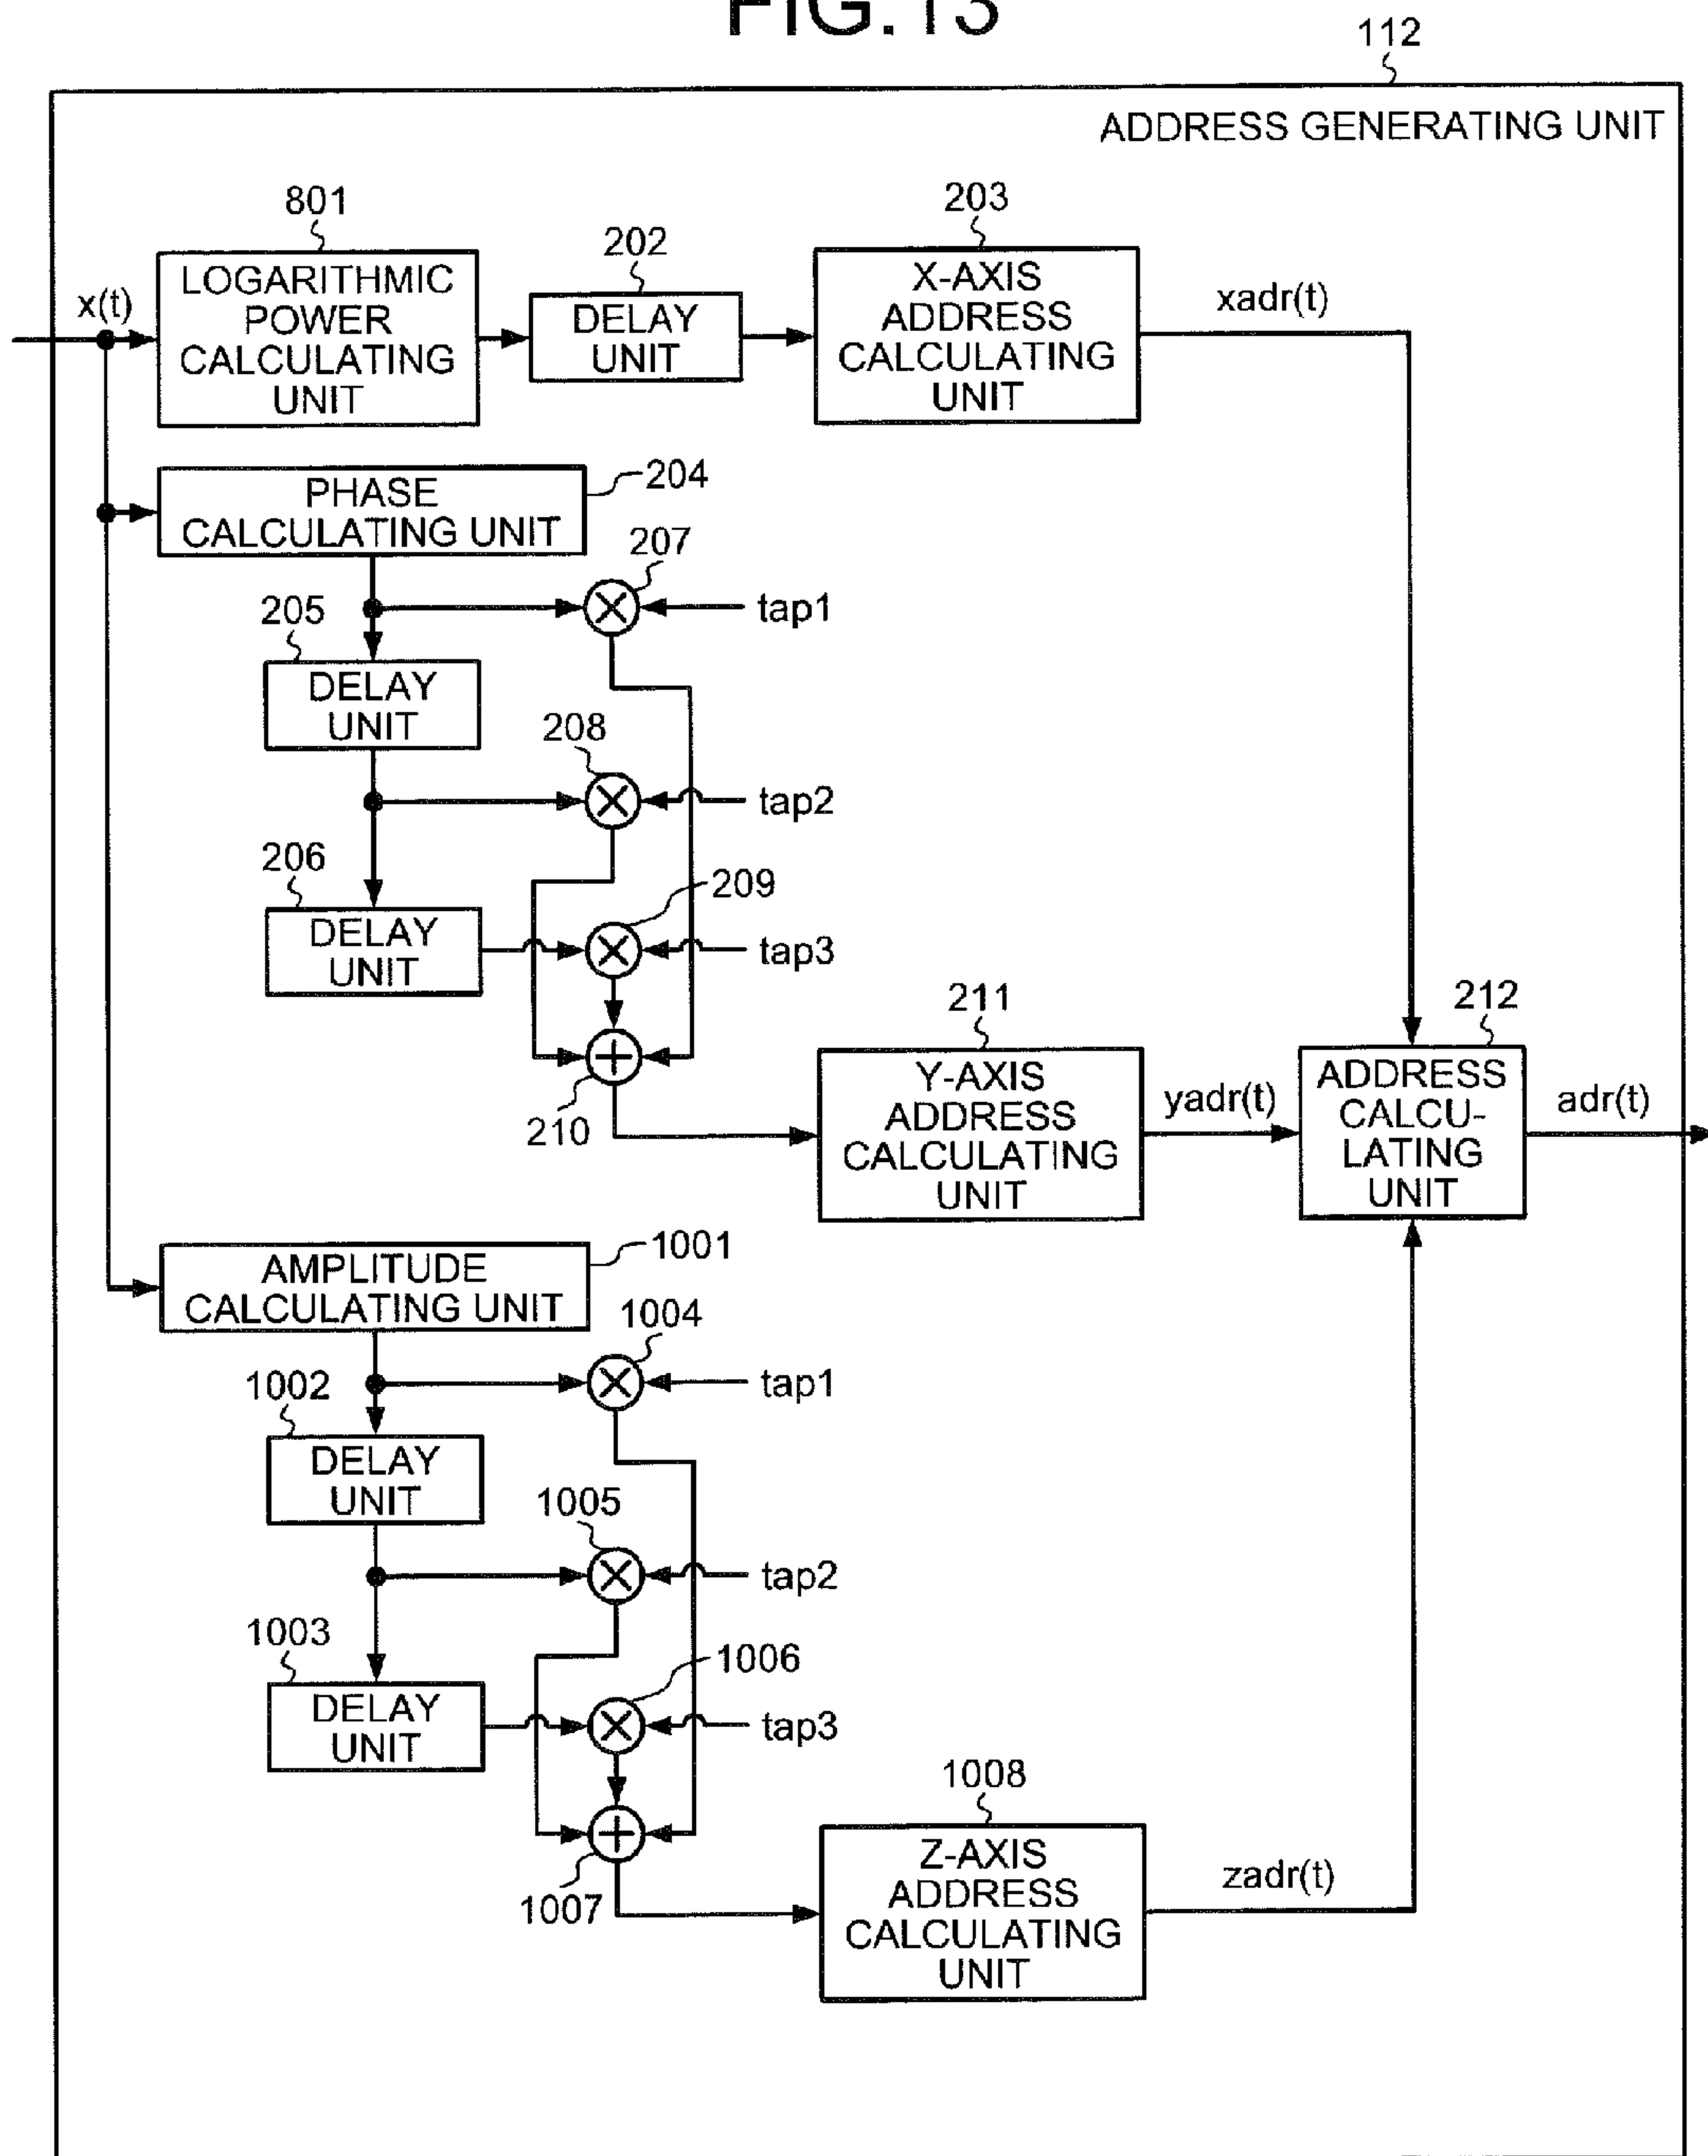 FIG.13
112
ADDRESS GENERATING UNIT
801
LOGARITHMIC
POWER
CALCULATING
UNIT
202
DELAY
UNIT
203
X-AXIS
ADDRESS
CALCULATING
UNIT
x(t)
xadr(t)
204
PHASE
CALCULATING UNIT
207
tap1
205
DELAY
UNIT
208
tap2
206
DELAY
UNIT
209
tap3
210
211
Y-AXIS
ADDRESS
CALCULATING
UNIT
yadr(t)
212
ADDRESS
CALCU-
LATING
UNIT
adr(t)
1001
AMPLITUDE
CALCULATING UNIT
1004
tap1
1002
DELAY
UNIT
1005
tap2
1003
DELAY
UNIT
1006
tap3
1007
1008
Z-AXIS
ADDRESS
CALCULATING
UNIT
zadr(t)